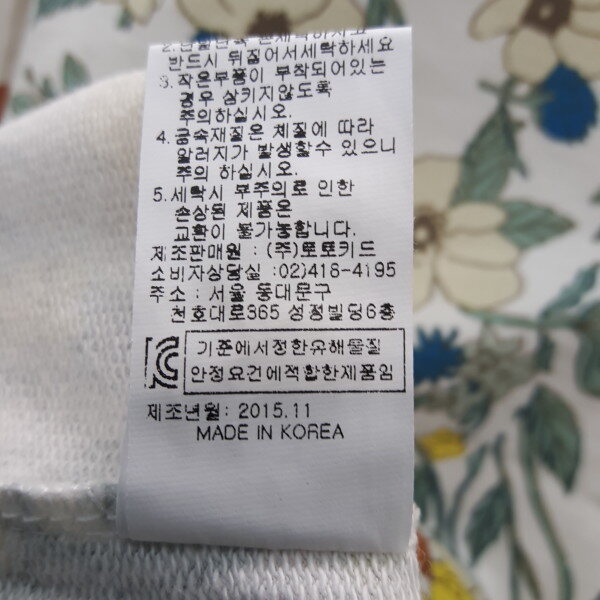 반드시 뒤집어서세탁하세요
3. 작은부품이 부착되어있는
경우 삼키지않도록
주의하십시오.
4. 금속재질은 체질에 따라
알러지가 발생할수 있으니
주의 하십시오.
5. 세탁시 부주의로 인한
손상된 제품은
교환이 불가능합니다.
제조판매원 : (주)토토키드
소비자상담실 :02)418-4195
주소 : 서울 동대문구
천호대로365 성정빌딩6층
기준에서정한유해물질
안정요건에적합한제품임
제조년월: 2015.11
MADE IN KOREA